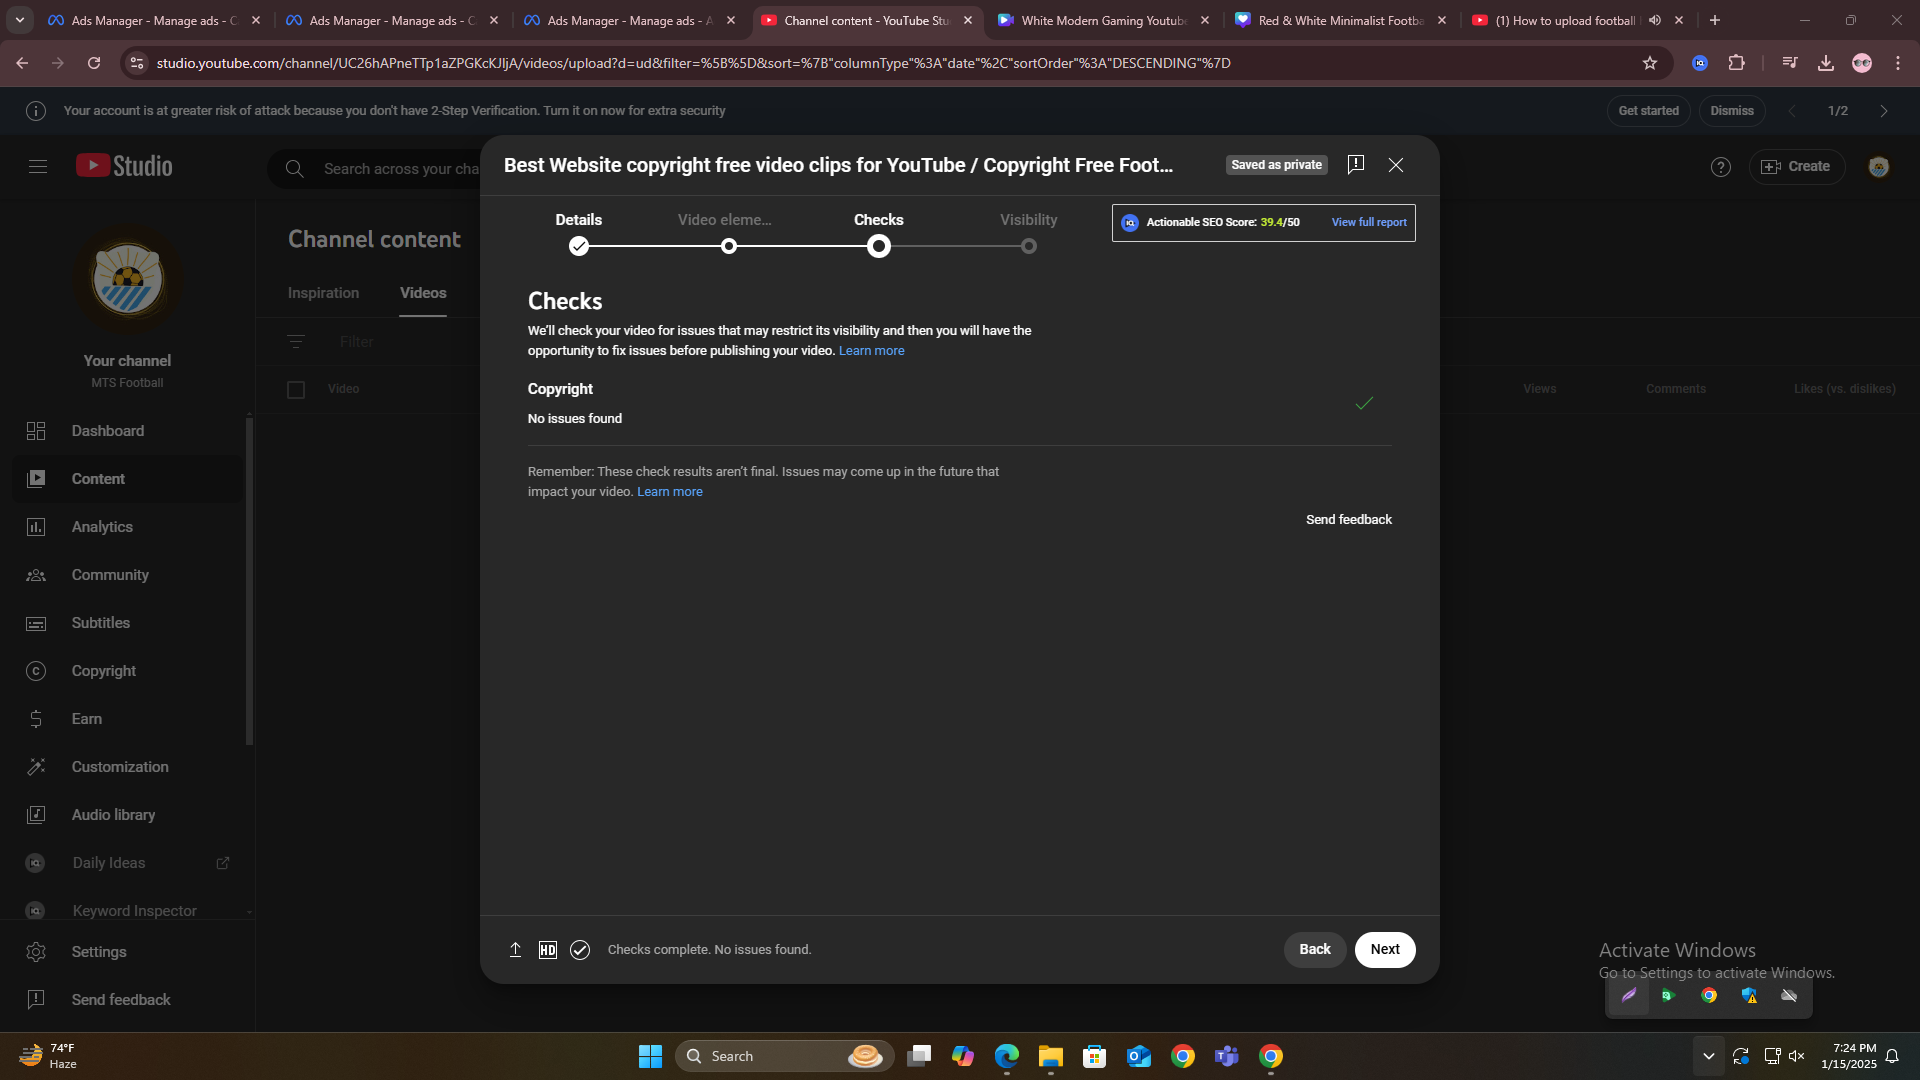 Ads Manager - Manage ads - C
Ads Manager - Manage ads - C
Ads Manager - Manage ads - A
Channel content - YouTube Stu
White Modern Gaming Youtube
Red & White Minimalist Footba
(1) How to upload football
studio.youtube.com/channel/UC26hAPneTTp1aZPGKcKJIjA/videos/upload?d=ud&filter=%5B%5D&sort=%7B"columnType"%3A"date"%2C"sortOrder"%3A"DESCENDING"%7D
Your account is at greater risk of attack because you don't have 2-Step Verification. Turn it on now for extra security
Get started
Dismiss
1/2
Studio
Search across your cha
Create
Best Website copyright free video clips for YouTube / Copyright Free Foot...
Saved as private
Details
Video eleme...
Checks
Visibility
Actionable SEO Score: 39.4/50
View full report
Channel content
Inspiration
Videos
Filter
Video
Views
Comments
Likes (vs. dislikes)
Your channel
MTS Football
Dashboard
Content
Analytics
Community
Subtitles
Copyright
Earn
Customization
Audio library
Daily Ideas
Keyword Inspector
Settings
Send feedback
Checks
We'll check your video for issues that may restrict its visibility and then you will have the
opportunity to fix issues before publishing your video. Learn more
Copyright
No issues found
Remember: These check results aren't final. Issues may come up in the future that
impact your video. Learn more
Send feedback
HD
Checks complete. No issues found.
Back
Next
Activate Windows
Go to Settings to activate Windows.
74°F
Haze
Search
7:24 PM
1/15/2025